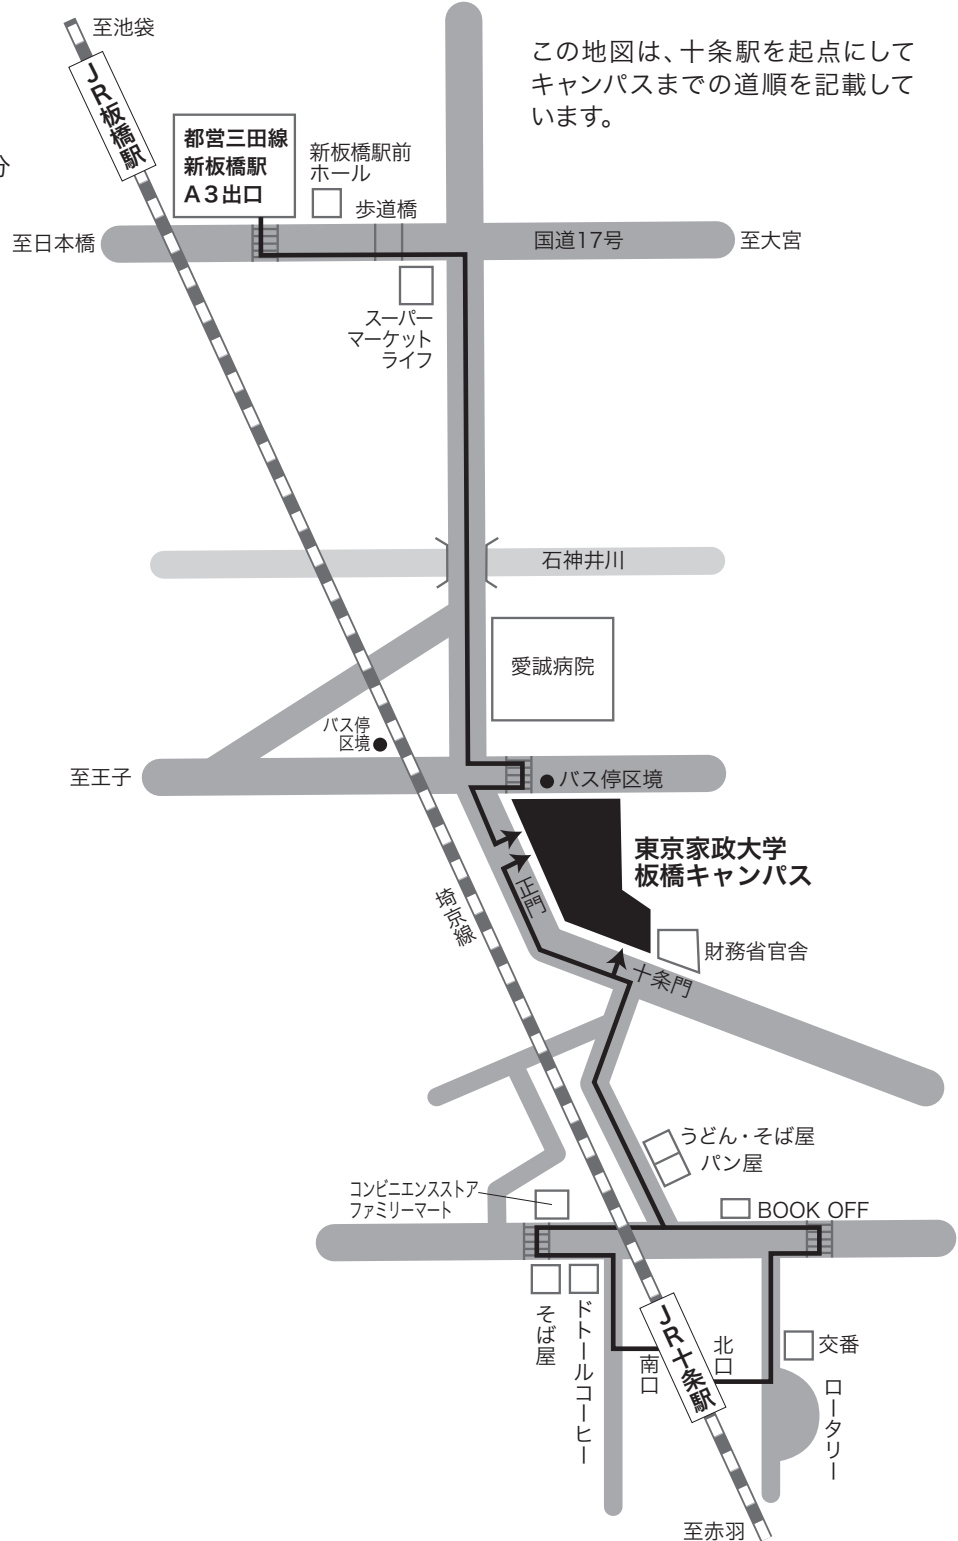 至池袋
この地図は、十条駅を起点にして
キャンパスまでの道順を記載して
います。
JR板橋駅
分
都営三田線
新板橋駅
A3出口
新板橋駅前
ホール
歩道橋
至日本橋
国道17号
至大宮
スーパー
マーケット
ライフ
石神井川
愛誠病院
バス停
区境
至王子
バス停区境
東京家政大学
板橋キャンパス
正門
埼京線
財務省官舎
十条門
うどん・そば屋
パン屋
コンビニエンスストア
ファミリーマート
BOOK OFF
そば屋
ドトールコーヒー
JR十条駅
南口
北口
交番
ロータリー
至赤羽